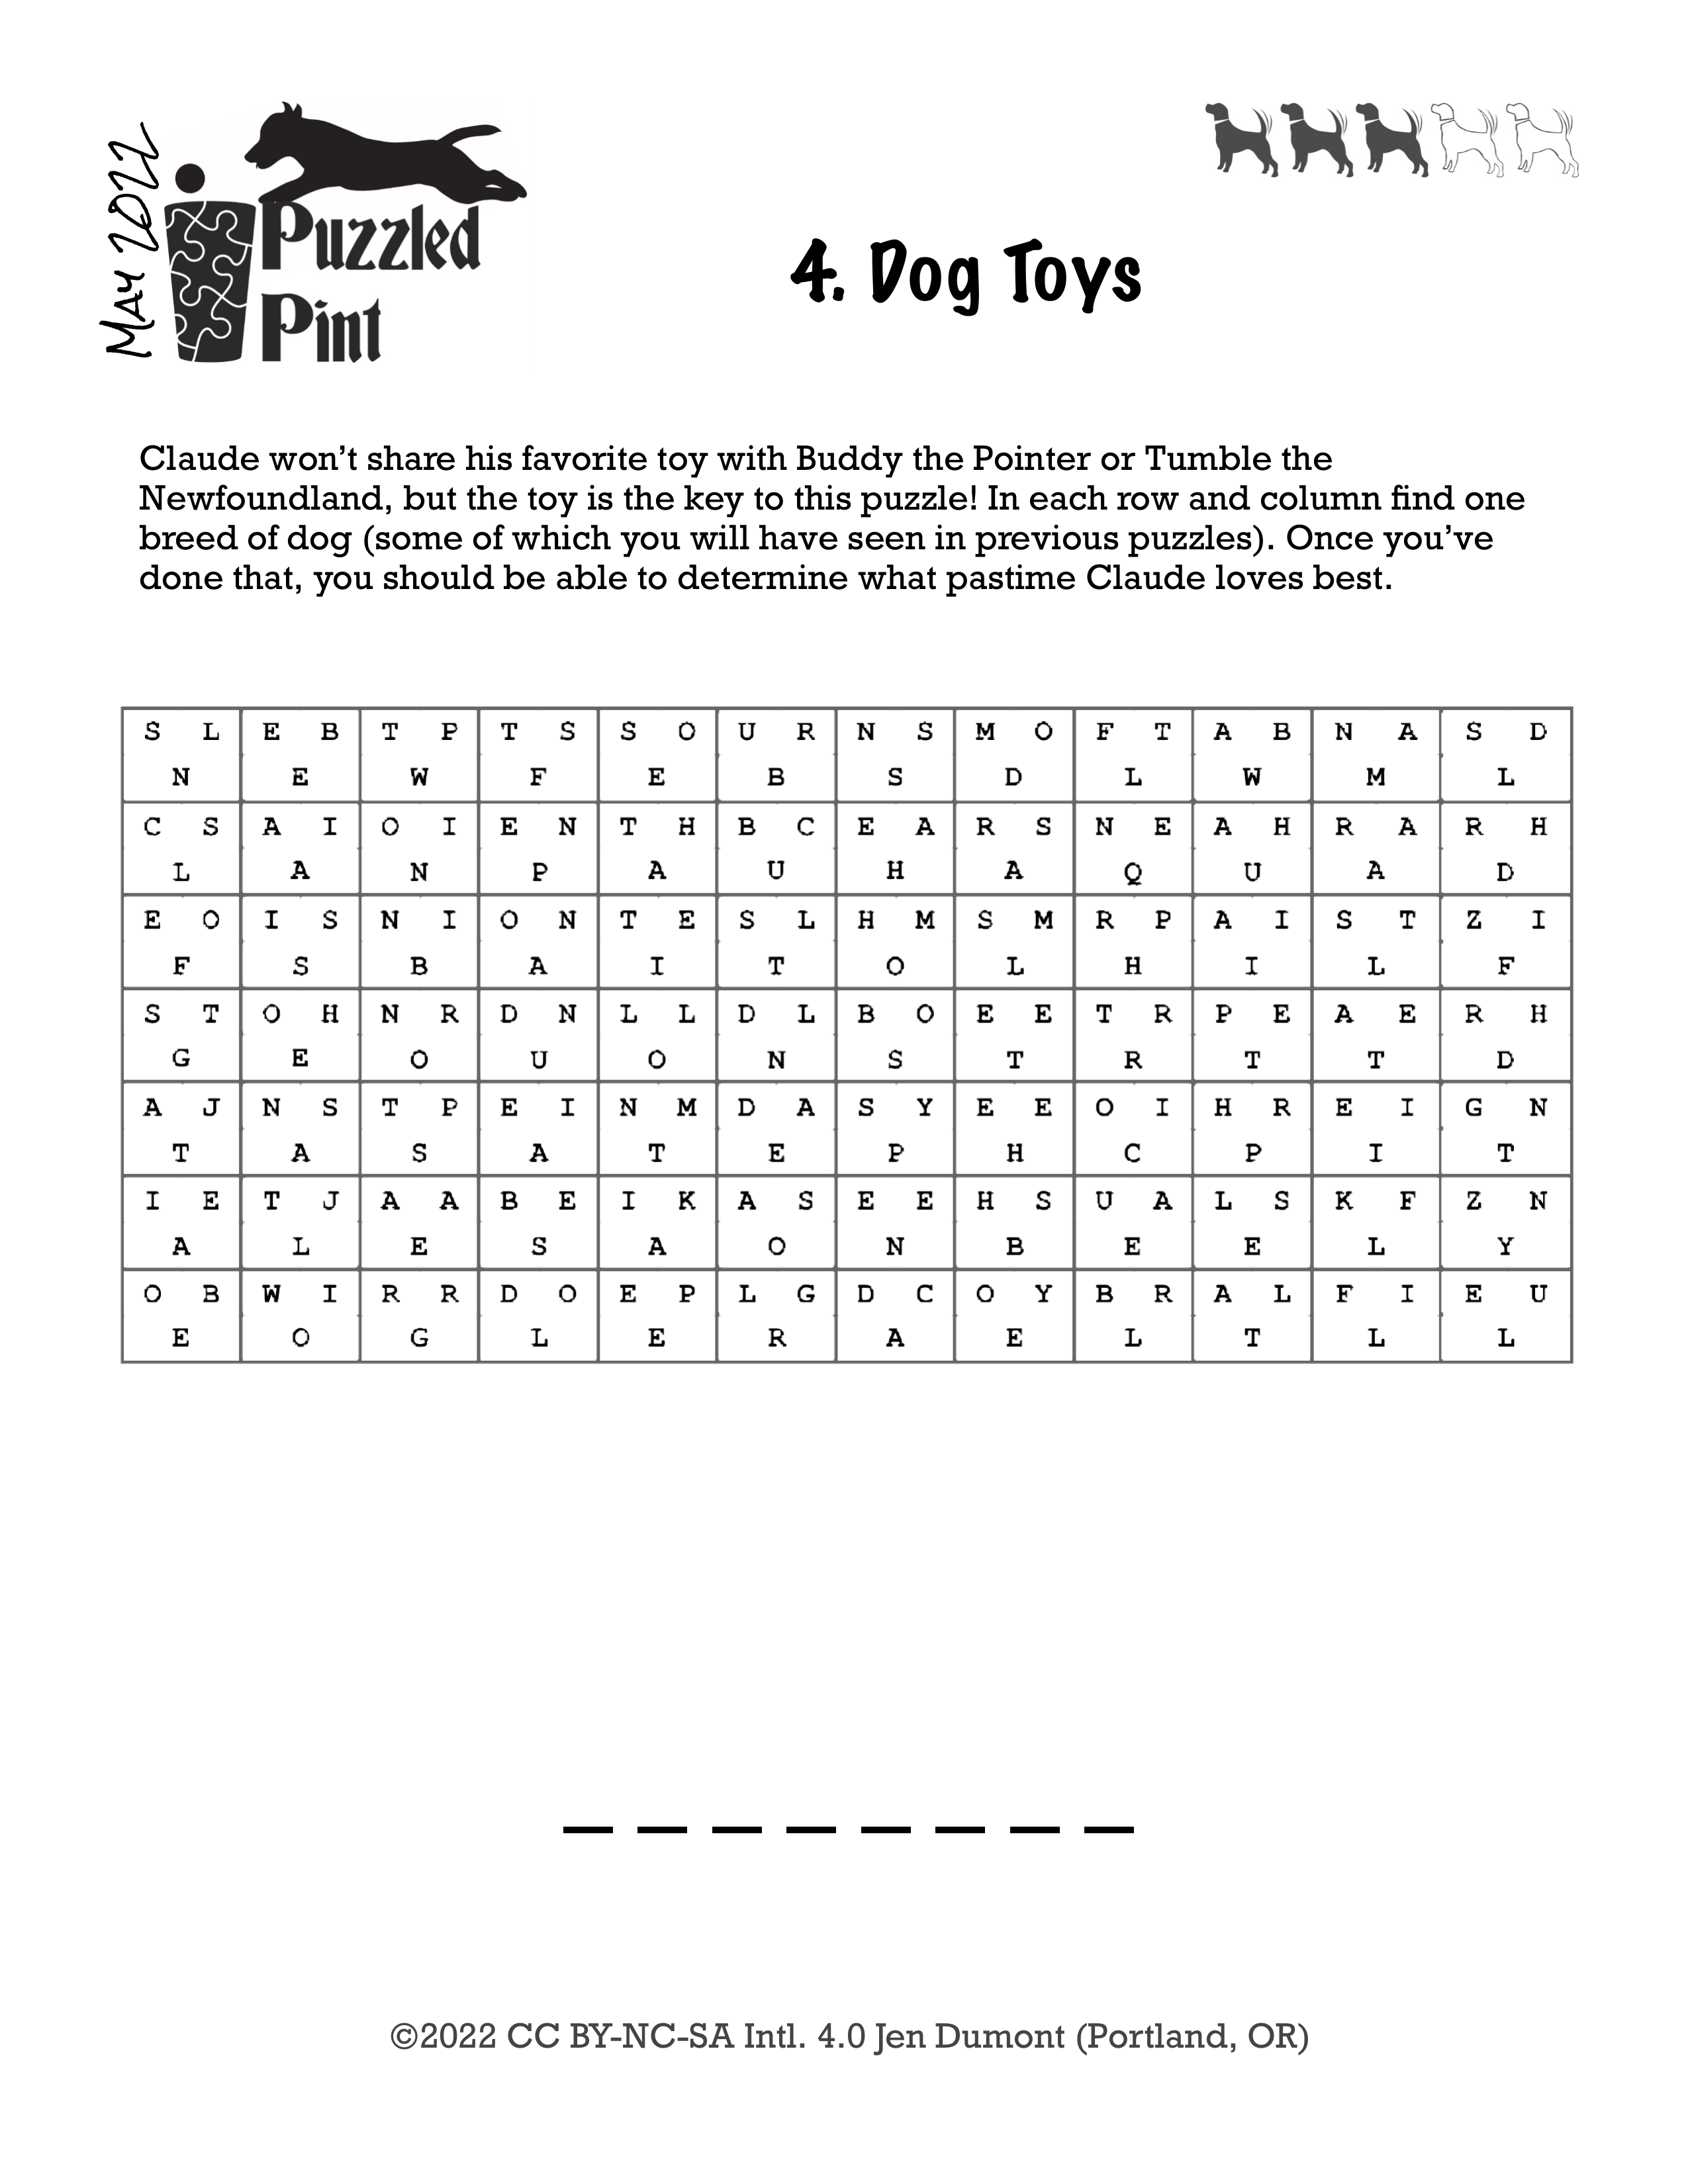 May 2022
Puzzled
Pint
4. Dog Toys
Claude won’t share his favorite toy with Buddy the Pointer or Tumble the
Newfoundland, but the toy is the key to this puzzle! In each row and column find one
breed of dog (some of which you will have seen in previous puzzles). Once you’ve
done that, you should be able to determine what pastime Claude loves best.
S L E B T P T S S O U R N S M O F T A B N A S D
N E W F E B S D L W M L
C S A I O I E N T H B C E A R S N E A H R A R H
L A N P A U H A Q U A D
E O I S N I O N T E S L H M S M R P A I S T Z I
F S B A I T O L H I L F
S T O H N R D N L L D L B O E E T R P E A E R H
G E O U O N S T R T T D
A J N S T P E I N M D A S Y E E O I H R E I G N
T A S A T E P H C P I T
I E T J A A B E I K A S E E H S U A L S K F Z N
A L E S A O N B E E L Y
O B W I R R D O E P L G D C O Y B R A L F I E U
E O G L E R A E L T L L
©2022 CC BY-NC-SA Intl. 4.0 Jen Dumont (Portland, OR)